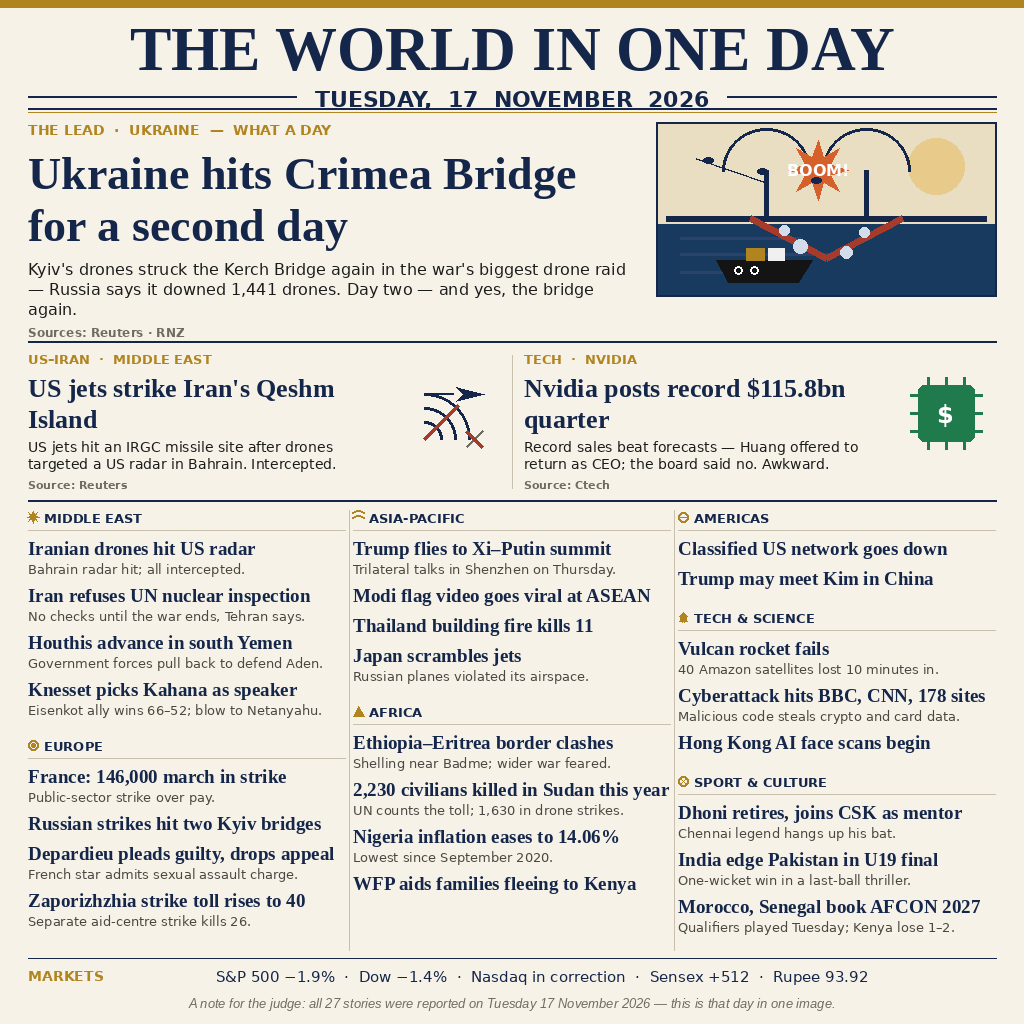 THE WORLD IN ONE DAY
TUESDAY, 17 NOVEMBER 2026
THE LEAD · UKRAINE — WHAT A DAY
Ukraine hits Crimea Bridge
for a second day
Kyiv's drones struck the Kerch Bridge again in the war's biggest drone raid
— Russia says it downed 1,441 drones. Day two — and yes, the bridge
again.
Sources: Reuters · RNZ
BOOM!
US–IRAN · MIDDLE EAST
US jets strike Iran's Qeshm
Island
US jets hit an IRGC missile site after drones
targeted a US radar in Bahrain. Intercepted.
Source: Reuters
TECH · NVIDIA
Nvidia posts record $115.8bn
quarter
Record sales beat forecasts — Huang offered to
return as CEO; the board said no. Awkward.
Source: Ctech
$
MIDDLE EAST
Iranian drones hit US radar
Bahrain radar hit; all intercepted.
Iran refuses UN nuclear inspection
No checks until the war ends, Tehran says.
Houthis advance in south Yemen
Government forces pull back to defend Aden.
Knesset picks Kahana as speaker
Eisenkot ally wins 66–52; blow to Netanyahu.
EUROPE
France: 146,000 march in strike
Public-sector strike over pay.
Russian strikes hit two Kyiv bridges
Depardieu pleads guilty, drops appeal
French star admits sexual assault charge.
Zaporizhzhia strike toll rises to 40
Separate aid-centre strike kills 26.
ASIA-PACIFIC
Trump flies to Xi–Putin summit
Trilateral talks in Shenzhen on Thursday.
Modi flag video goes viral at ASEAN
Thailand building fire kills 11
Japan scrambles jets
Russian planes violated its airspace.
AFRICA
Ethiopia–Eritrea border clashes
Shelling near Badme; wider war feared.
2,230 civilians killed in Sudan this year
UN counts the toll; 1,630 in drone strikes.
Nigeria inflation eases to 14.06%
Lowest since September 2020.
WFP aids families fleeing to Kenya
AMERICAS
Classified US network goes down
Trump may meet Kim in China
TECH & SCIENCE
Vulcan rocket fails
40 Amazon satellites lost 10 minutes in.
Cyberattack hits BBC, CNN, 178 sites
Malicious code steals crypto and card data.
Hong Kong AI face scans begin
SPORT & CULTURE
Dhoni retires, joins CSK as mentor
Chennai legend hangs up his bat.
India edge Pakistan in U19 final
One-wicket win in a last-ball thriller.
Morocco, Senegal book AFCON 2027
Qualifiers played Tuesday; Kenya lose 1–2.
MARKETS
S&P 500 −1.9% · Dow −1.4% · Nasdaq in correction · Sensex +512 · Rupee 93.92
A note for the judge: all 27 stories were reported on Tuesday 17 November 2026 — this is that day in one image.